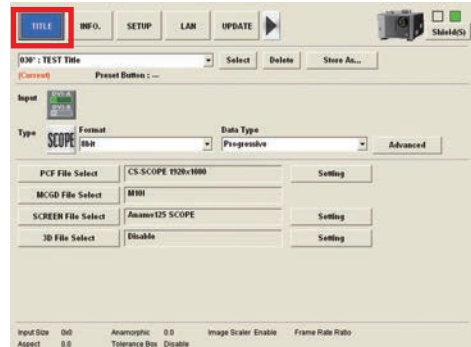 TITLE INFO. SETUP LAN UPDATE Shield(S)
030* : TEST Title Select Delete Store As...
(Current) Preset Button : ---
Input DVI-A DVI-B
Type SCOPE Format 8bit Data Type Progressive Advanced
PCF File Select CS-SCOPE 1920x1080 Setting
MCGD File Select M101
SCREEN File Select Anamo125 SCOPE Setting
3D File Select Disable Setting
Input Size 0x0 Anamorphic 0.0 Image Scaler Enable Frame Rate Ratio
Aspect 0.0 Tolerance Box Disable